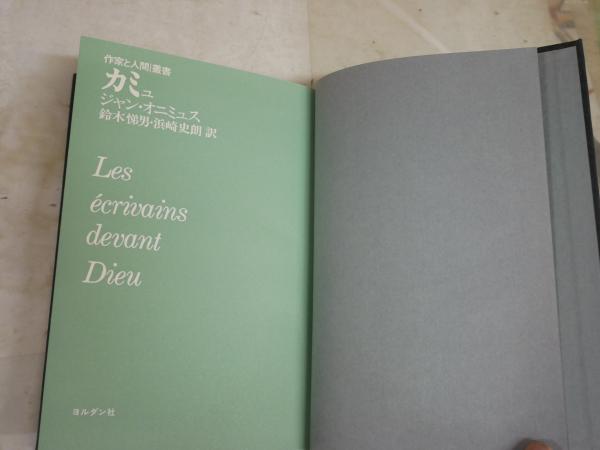 作家と人間叢書
カミュ
ジャン・オニミュス
鈴木悌男・浜崎史朗 訳
Les
écrivains
devant
Dieu
ヨルダン社